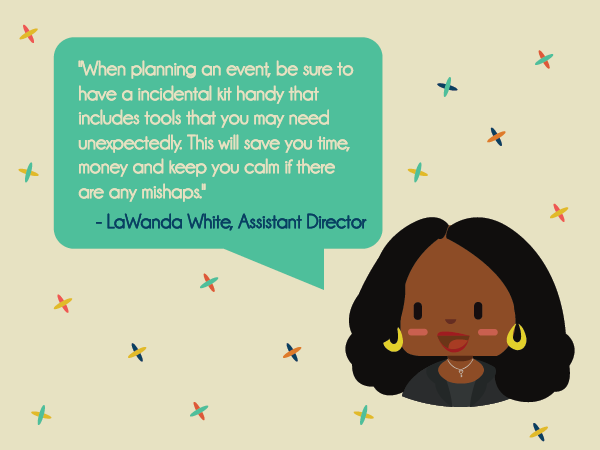 "When planning an event, be sure to
have a incidental kit handy that
includes tools that you may need
unexpectedly. This will save you time,
money and keep you calm if there
are any mishaps."
- LaWanda White, Assistant Director